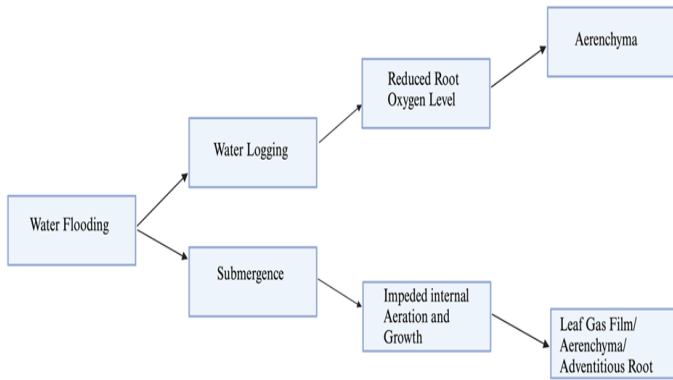 Water Flooding
Water Logging
Reduced Root
Oxygen Level
Aerenchyma
Submergence
Impeded internal
Aeration and
Growth
Leaf Gas Film/
Aerenchyma/
Adventitious Root